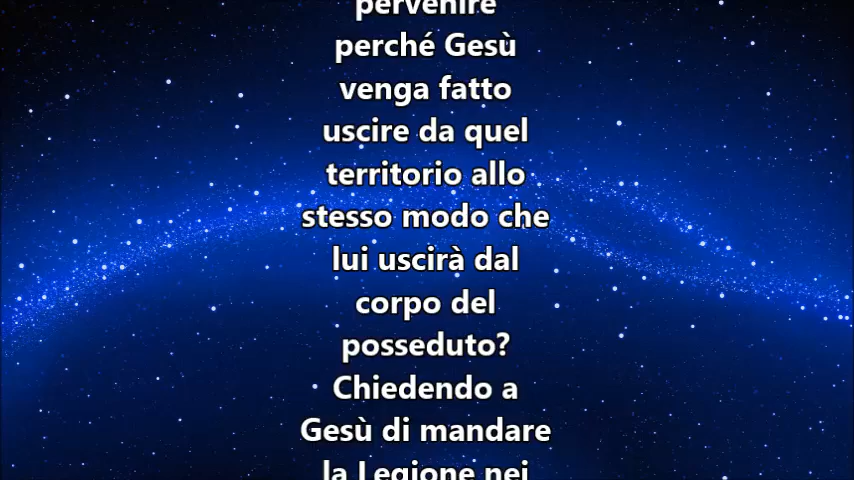 pervenire
perché Gesù
venga fatto
uscire da quel
territorio allo
stesso modo che
lui uscirà dal
corpo del
posseduto?
Chiedendo a
Gesù di mandare
la Legione nei